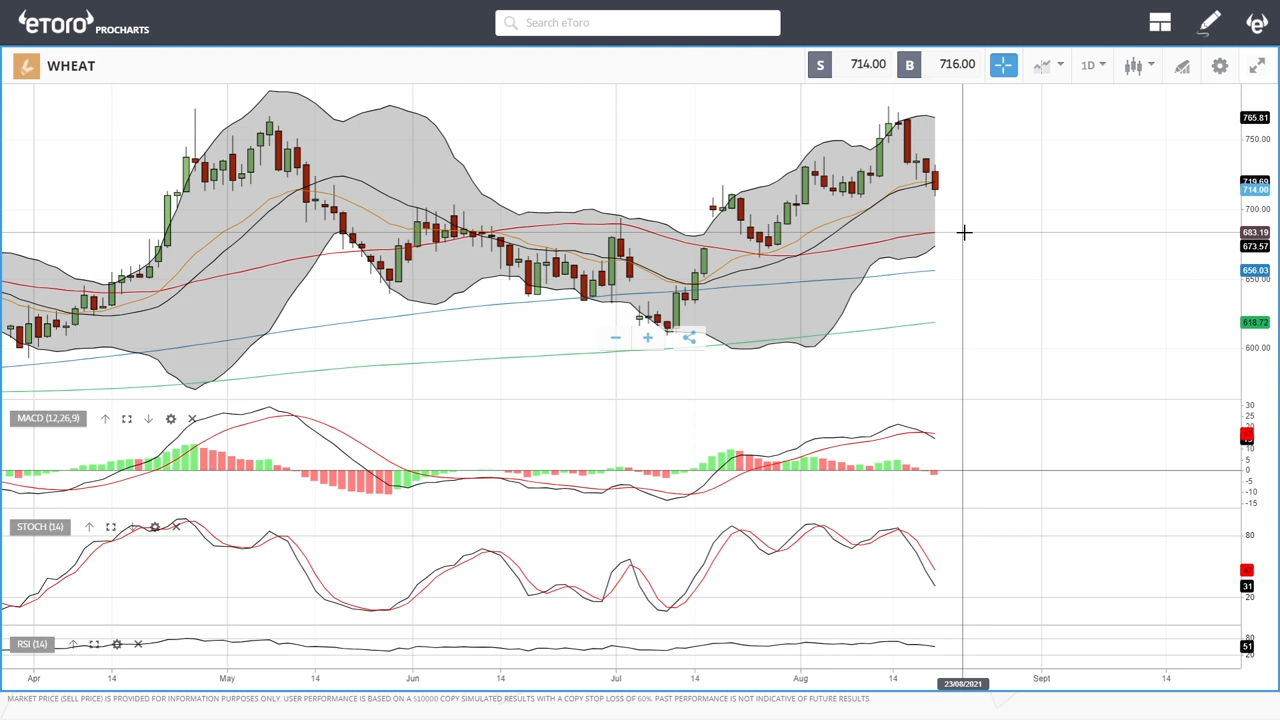 eToro PROCHARTS
Search eToro
WHEAT
S 714.00 B 716.00
1D
765.81
750.00
719.69
714.00
700.00
683.19
673.57
656.03
650.00
618.72
600.00
MACD (12,26,9)
30
25
20
10
5
0
-5
-10
-15
STOCH (14)
80
31
20
RSI (14)
80
51
20
Apr 14 May 14 Jun 14 Jul 14 Aug 14 Sept 14
23/08/2021
MARKET PRICE (SELL PRICE) IS PROVIDED FOR INFORMATION PURPOSES ONLY. USER PERFORMANCE IS BASED ON A $10000 COPY SIMULATED RESULTS WITH A COPY STOP LOSS OF 60%. PAST PERFORMANCE IS NOT INDICATIVE OF FUTURE RESULTS.